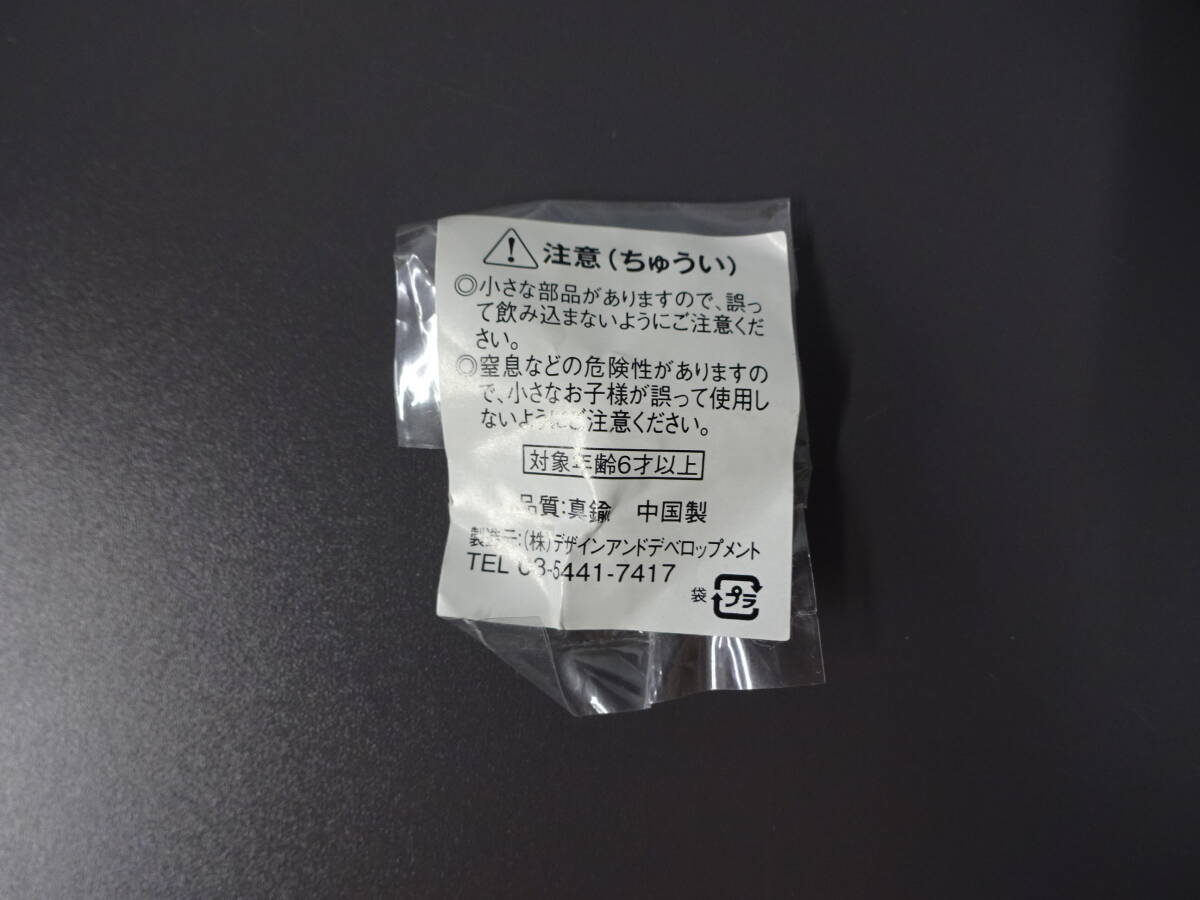 注意(ちゅうい)
◎小さな部品がありますので、誤っ
て飲み込まないようにご注意くだ
さい。
◎窒息などの危険性がありますの
で、小さなお子様が誤って使用し
ないようにご注意ください。
対象年齢6才以上
品質:真鍮 中国製
製造元:(株)デザインアンドデベロップメント
TEL 03-5441-7417
袋 プラ